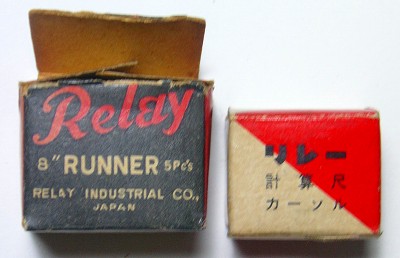 Relay
8" RUNNER 5Pc's
RELAY INDUSTRIAL CO.,
JAPAN
リレー
計算尺
カーソル